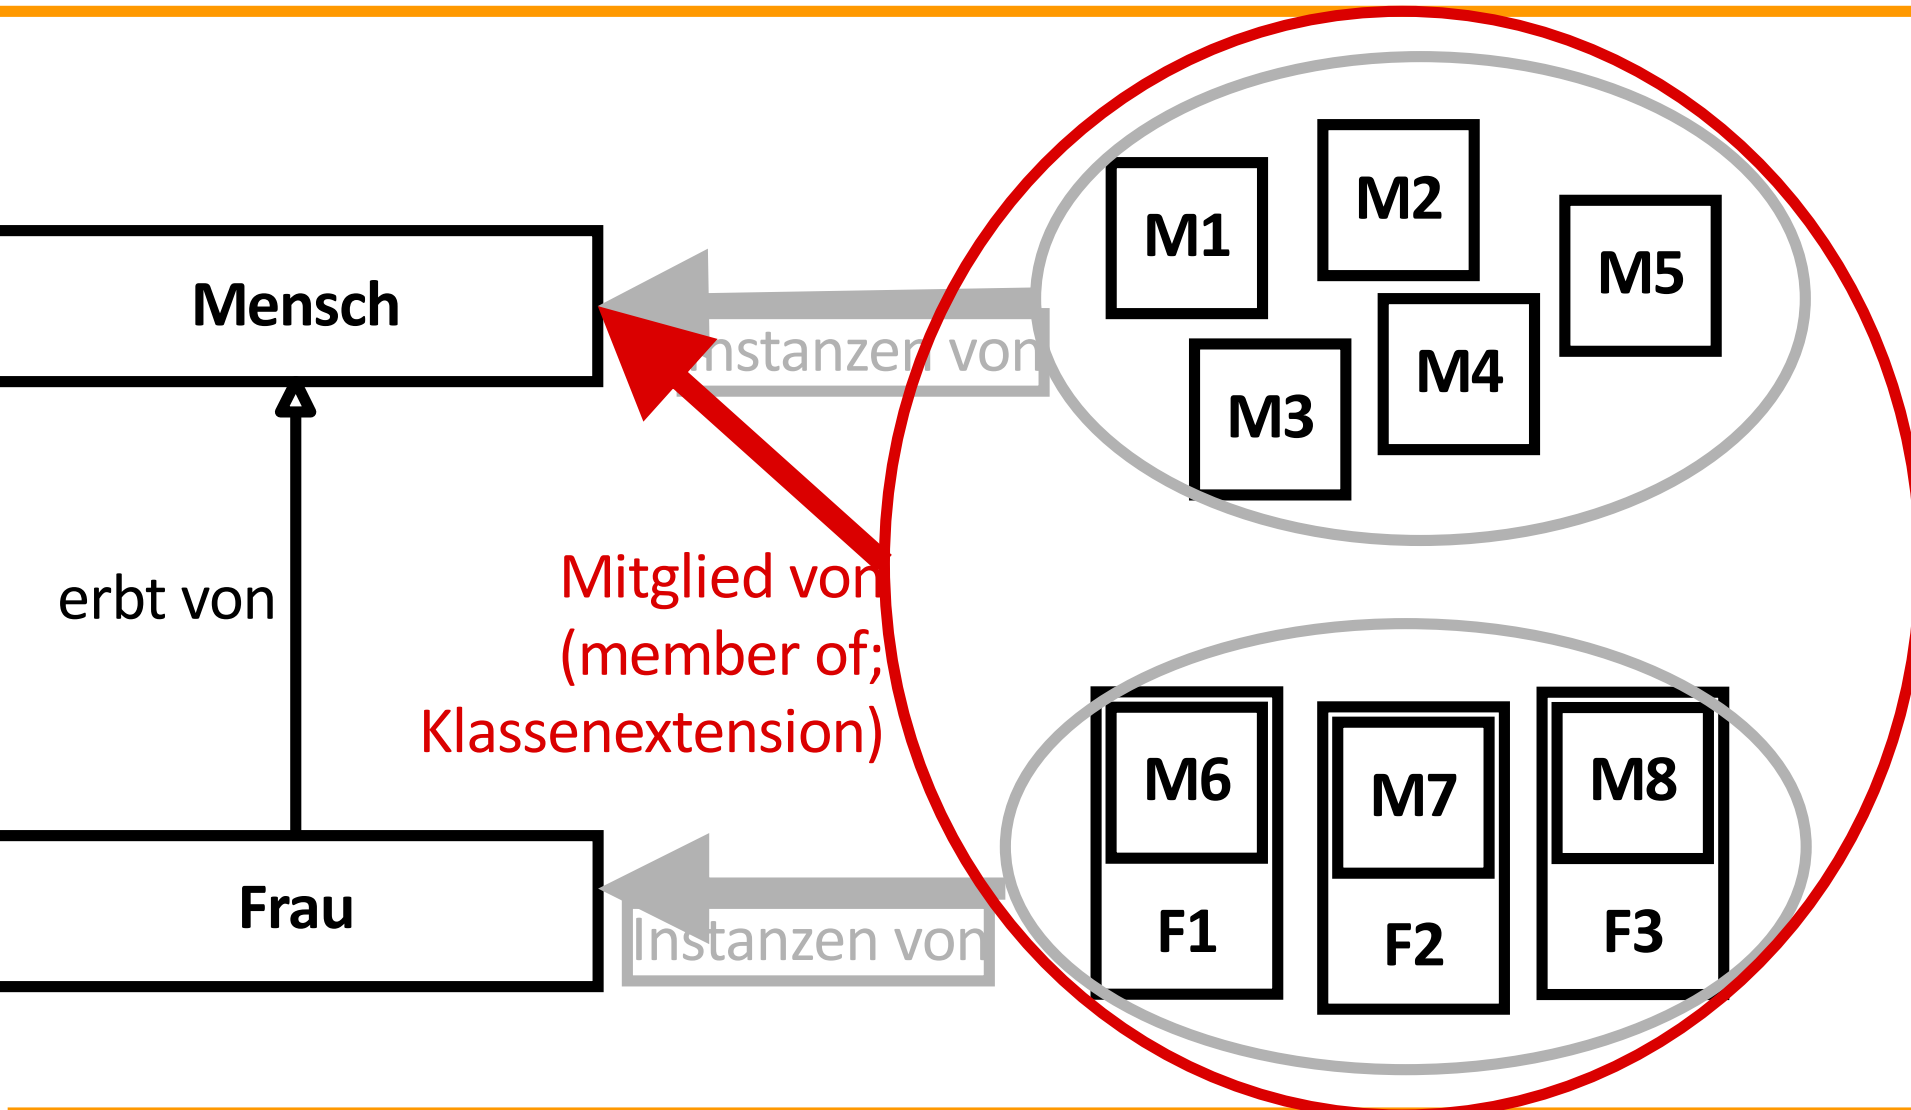 M2
M1
M5
Mensch
Instanzen von
M4
M3
Mitglied von
erbt von
(member of;
Klassenextension)
M6
M7
M8
Frau
Instanzen von
F1
F2
F3